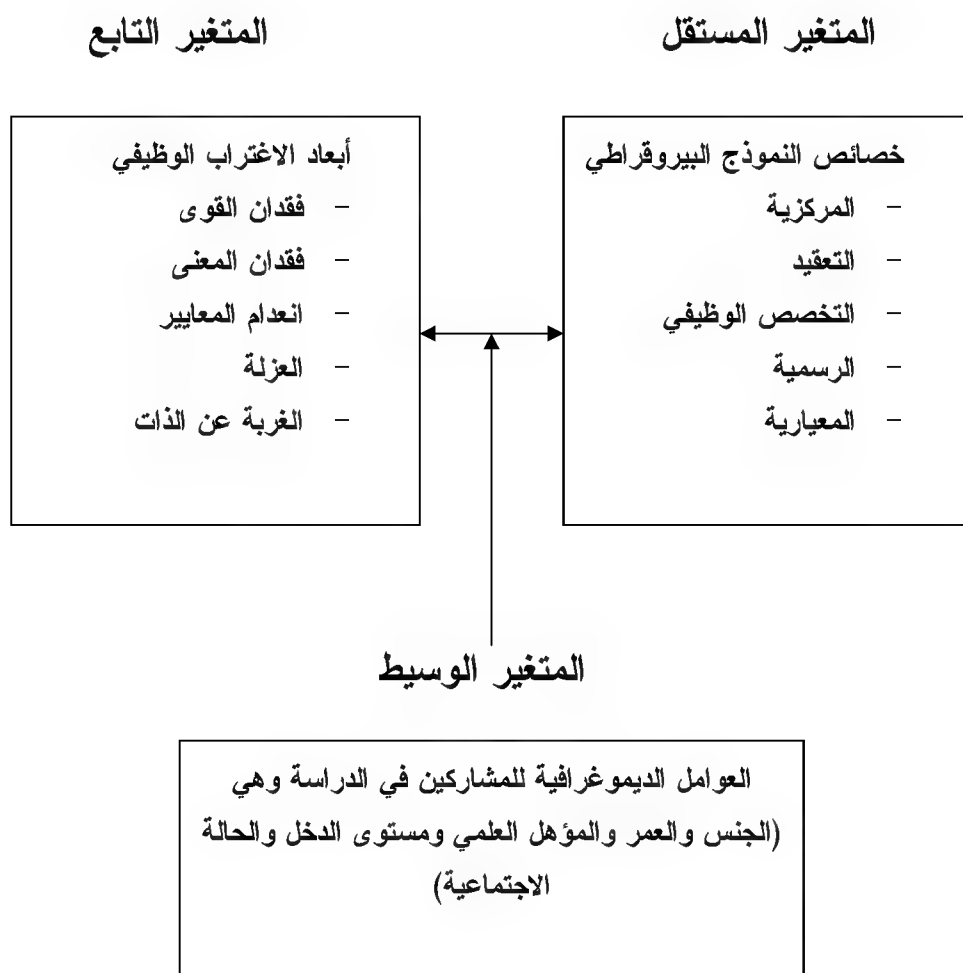 المتغير المستقل
المتغير التابع
خصائص النموذج البيروقراطي
- المركزية
- التعقيد
- التخصص الوظيفي
- الرسمية
- المعيارية
أبعاد الاغتراب الوظيفي
- فقدان القوى
- فقدان المعنى
- انعدام المعايير
- العزلة
- الغربة عن الذات
المتغير الوسيط
العوامل الديموغرافية للمشاركين في الدراسة وهي
(الجنس والعمر والمؤهل العلمي ومستوى الدخل والحالة
الاجتماعية)